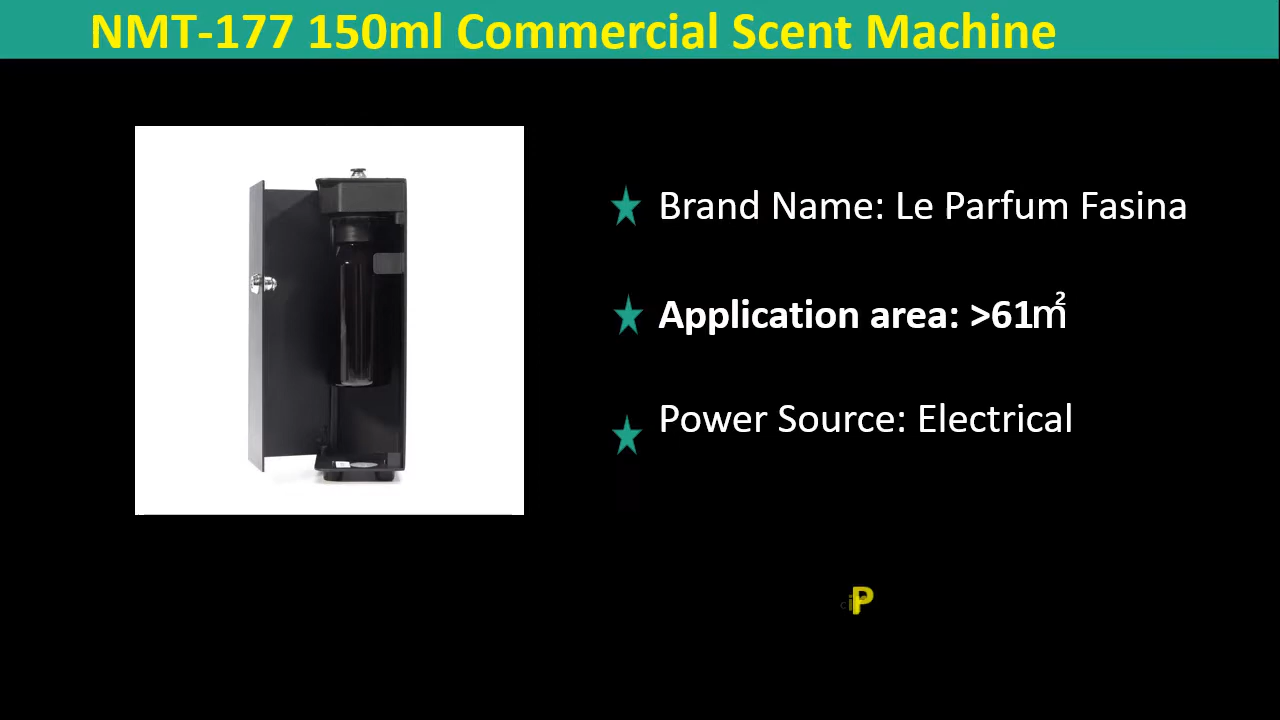 NMT-177 150ml Commercial Scent Machine
Brand Name: Le Parfum Fasina
Application area: >61㎡
Power Source: Electrical
P